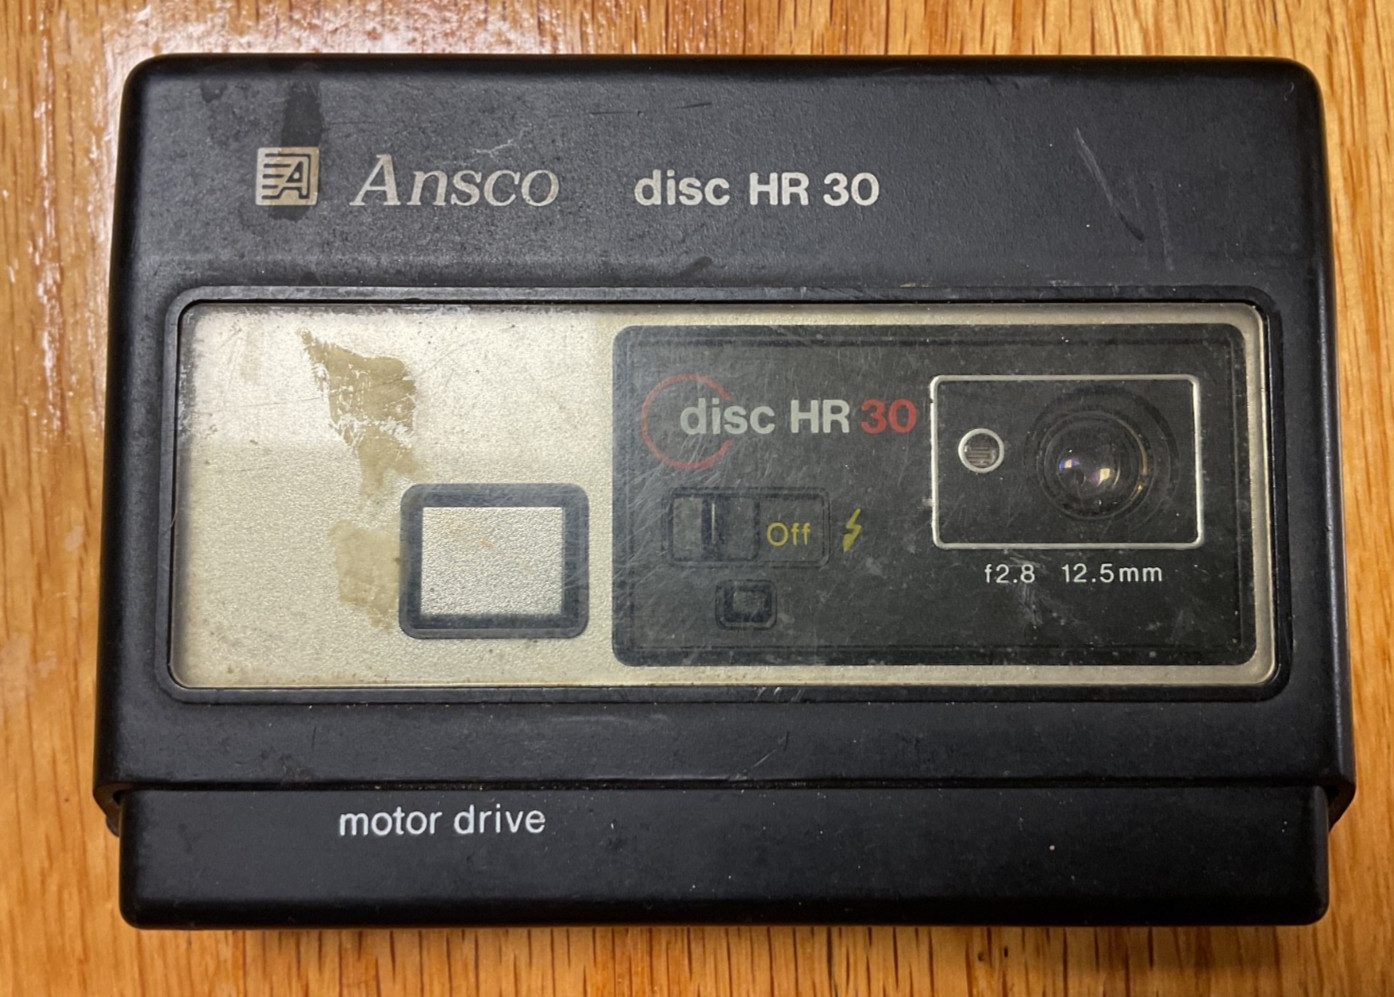 Ansco disc HR 30
disc HR 30
Off
f2.8 12.5mm
motor drive